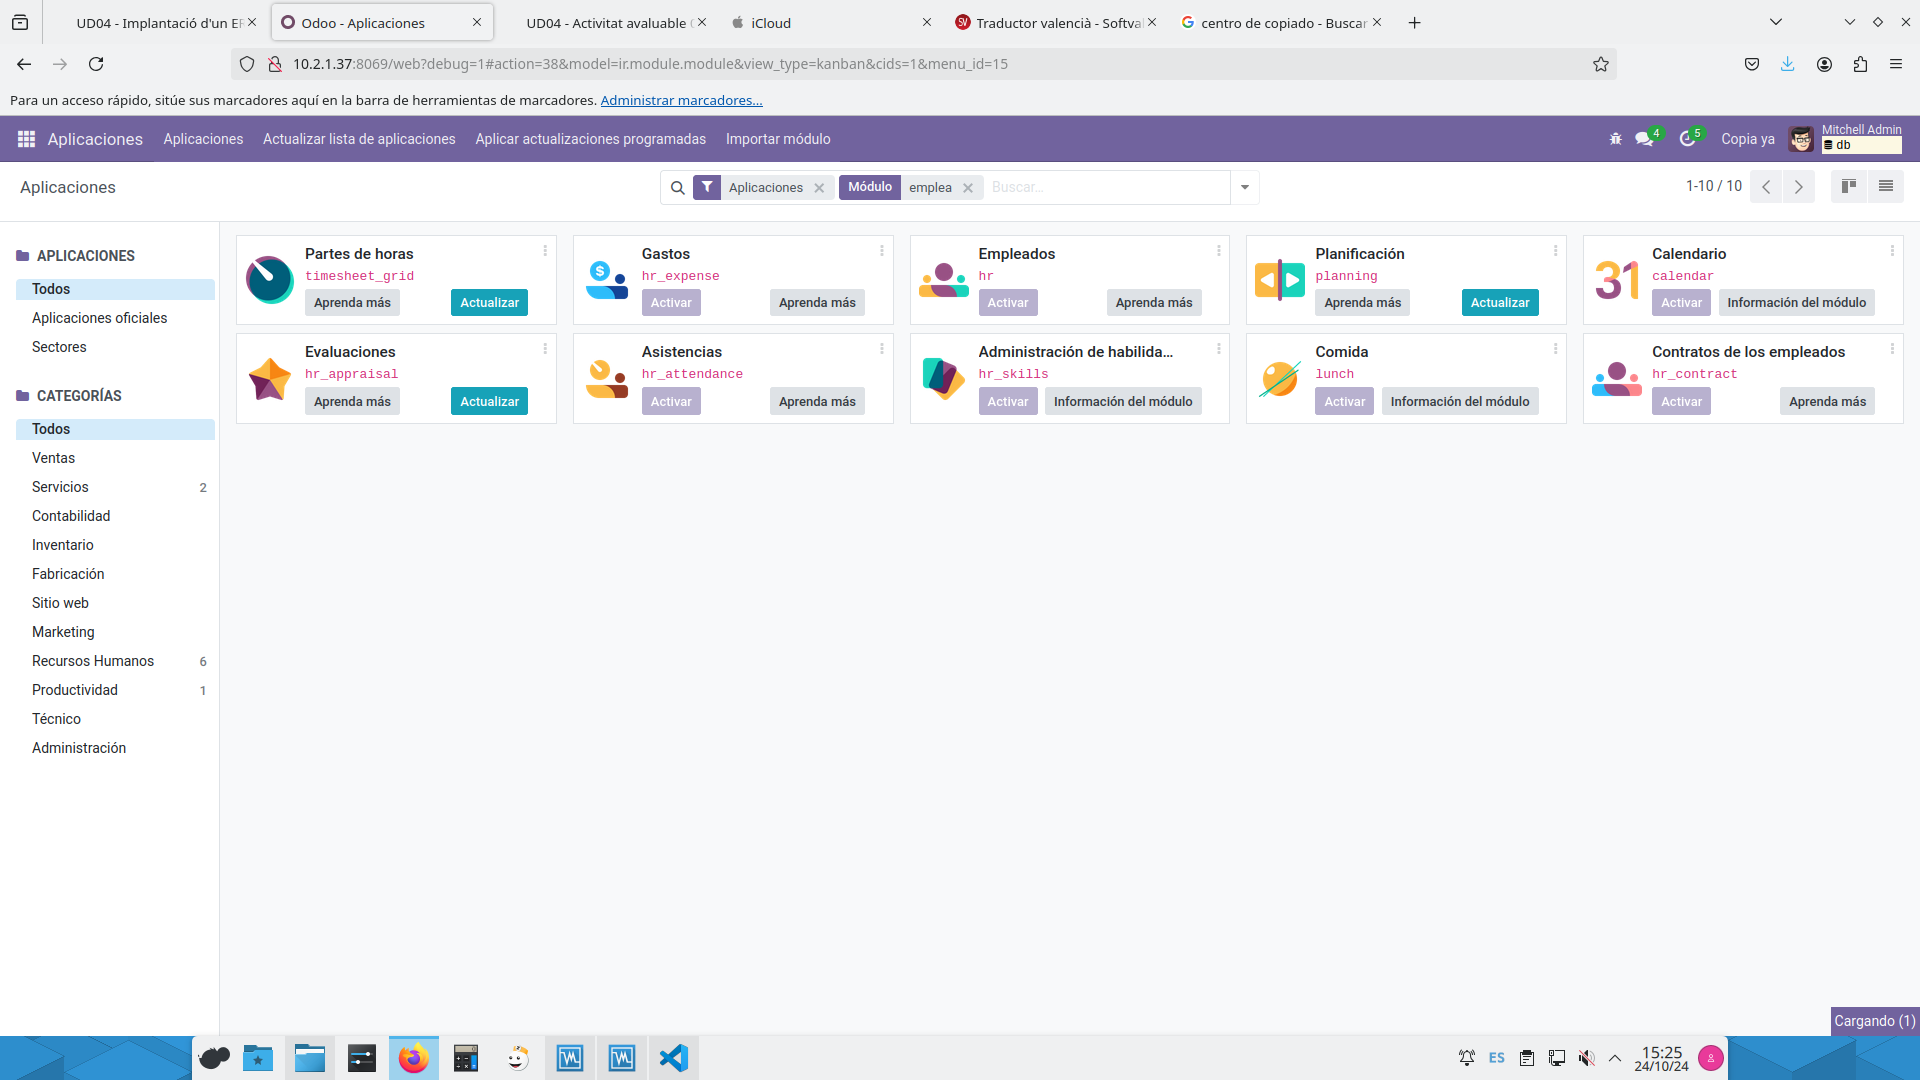 UD04 - Implantació d'un ER
Odoo - Aplicaciones
UD04 - Activitat avaluable (
iCloud
Traductor valencià - Softval
centro de copiado - Buscar
10.2.1.37:8069/web?debug=1#action=38&model=ir.module.module&view_type=kanban&cids=1&menu_id=15
Para un acceso rápido, sitúe sus marcadores aquí en la barra de herramientas de marcadores. Administrar marcadores...
Aplicaciones Aplicaciones Actualizar lista de aplicaciones Aplicar actualizaciones programadas Importar módulo
4 5 Copia ya
Mitchell Admin
db
Aplicaciones
Aplicaciones Módulo emplea Buscar...
1-10 / 10
APLICACIONES
Todos
Aplicaciones oficiales
Sectores
CATEGORÍAS
Todos
Ventas
Servicios 2
Contabilidad
Inventario
Fabricación
Sitio web
Marketing
Recursos Humanos 6
Productividad 1
Técnico
Administración
Partes de horas
timesheet_grid
Aprenda más Actualizar
$
Gastos
hr_expense
Activar Aprenda más
Empleados
hr
Activar Aprenda más
Planificación
planning
Aprenda más Actualizar
31
Calendario
calendar
Activar Información del módulo
Evaluaciones
hr_appraisal
Aprenda más Actualizar
Asistencias
hr_attendance
Activar Aprenda más
Administración de habilida...
hr_skills
Activar Información del módulo
Comida
lunch
Activar Información del módulo
Contratos de los empleados
hr_contract
Activar Aprenda más
Cargando (1)
ES
15:25
24/10/24